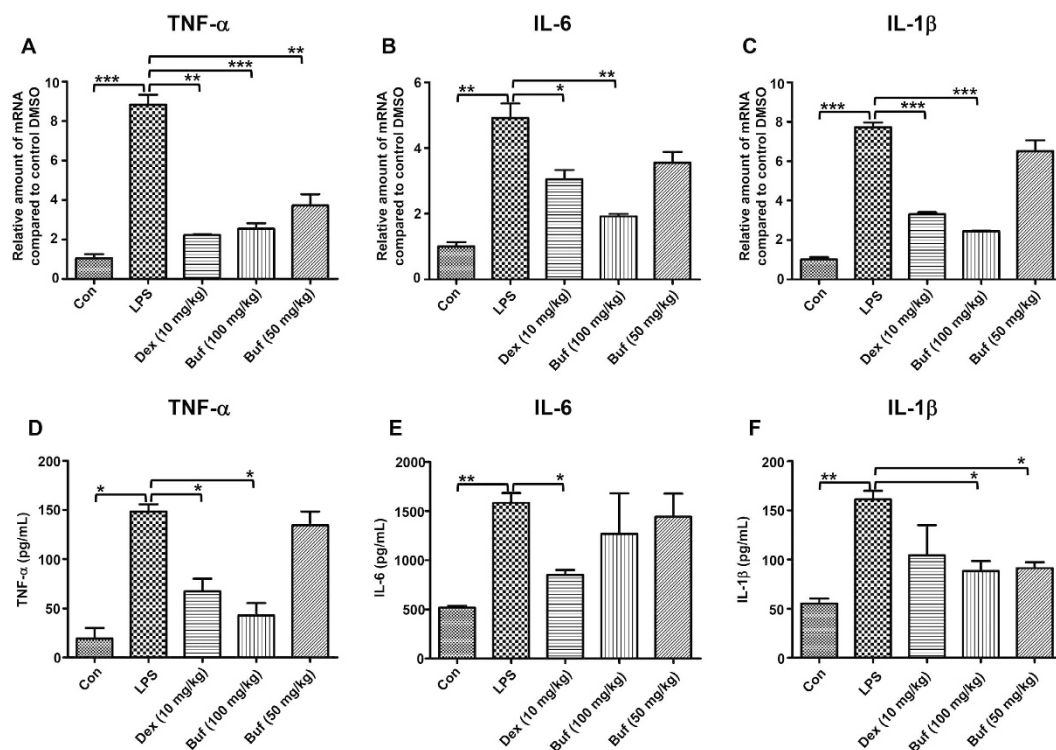 TNF-α
IL-6
IL-1β
A
B
C
Relative amount of mRNA
compared to control DMSO
10
8
6
4
2
0
***
**
***
**
Con
LPS
Dex (10 mg/kg)
Buf (100 mg/kg)
Buf (50 mg/kg)
Relative amount of mRNA
compared to control DMSO
6
4
2
0
**
*
**
Con
LPS
Dex (10 mg/kg)
Buf (100 mg/kg)
Buf (50 mg/kg)
Relative amount of mRNA
compared to control DMSO
10
8
6
4
2
0
***
***
***
Con
LPS
Dex (10 mg/kg)
Buf (100 mg/kg)
Buf (50 mg/kg)
TNF-α
IL-6
IL-1β
D
E
F
TNF-α (pg/mL)
200
150
100
50
0
*
*
*
Con
LPS
Dex (10 mg/kg)
Buf (100 mg/kg)
Buf (50 mg/kg)
IL-6 (pg/mL)
2000
1500
1000
500
0
**
*
Con
LPS
Dex (10 mg/kg)
Buf (100 mg/kg)
Buf (50 mg/kg)
IL-1β (pg/mL)
200
150
100
50
0
**
*
*
Con
LPS
Dex (10 mg/kg)
Buf (100 mg/kg)
Buf (50 mg/kg)